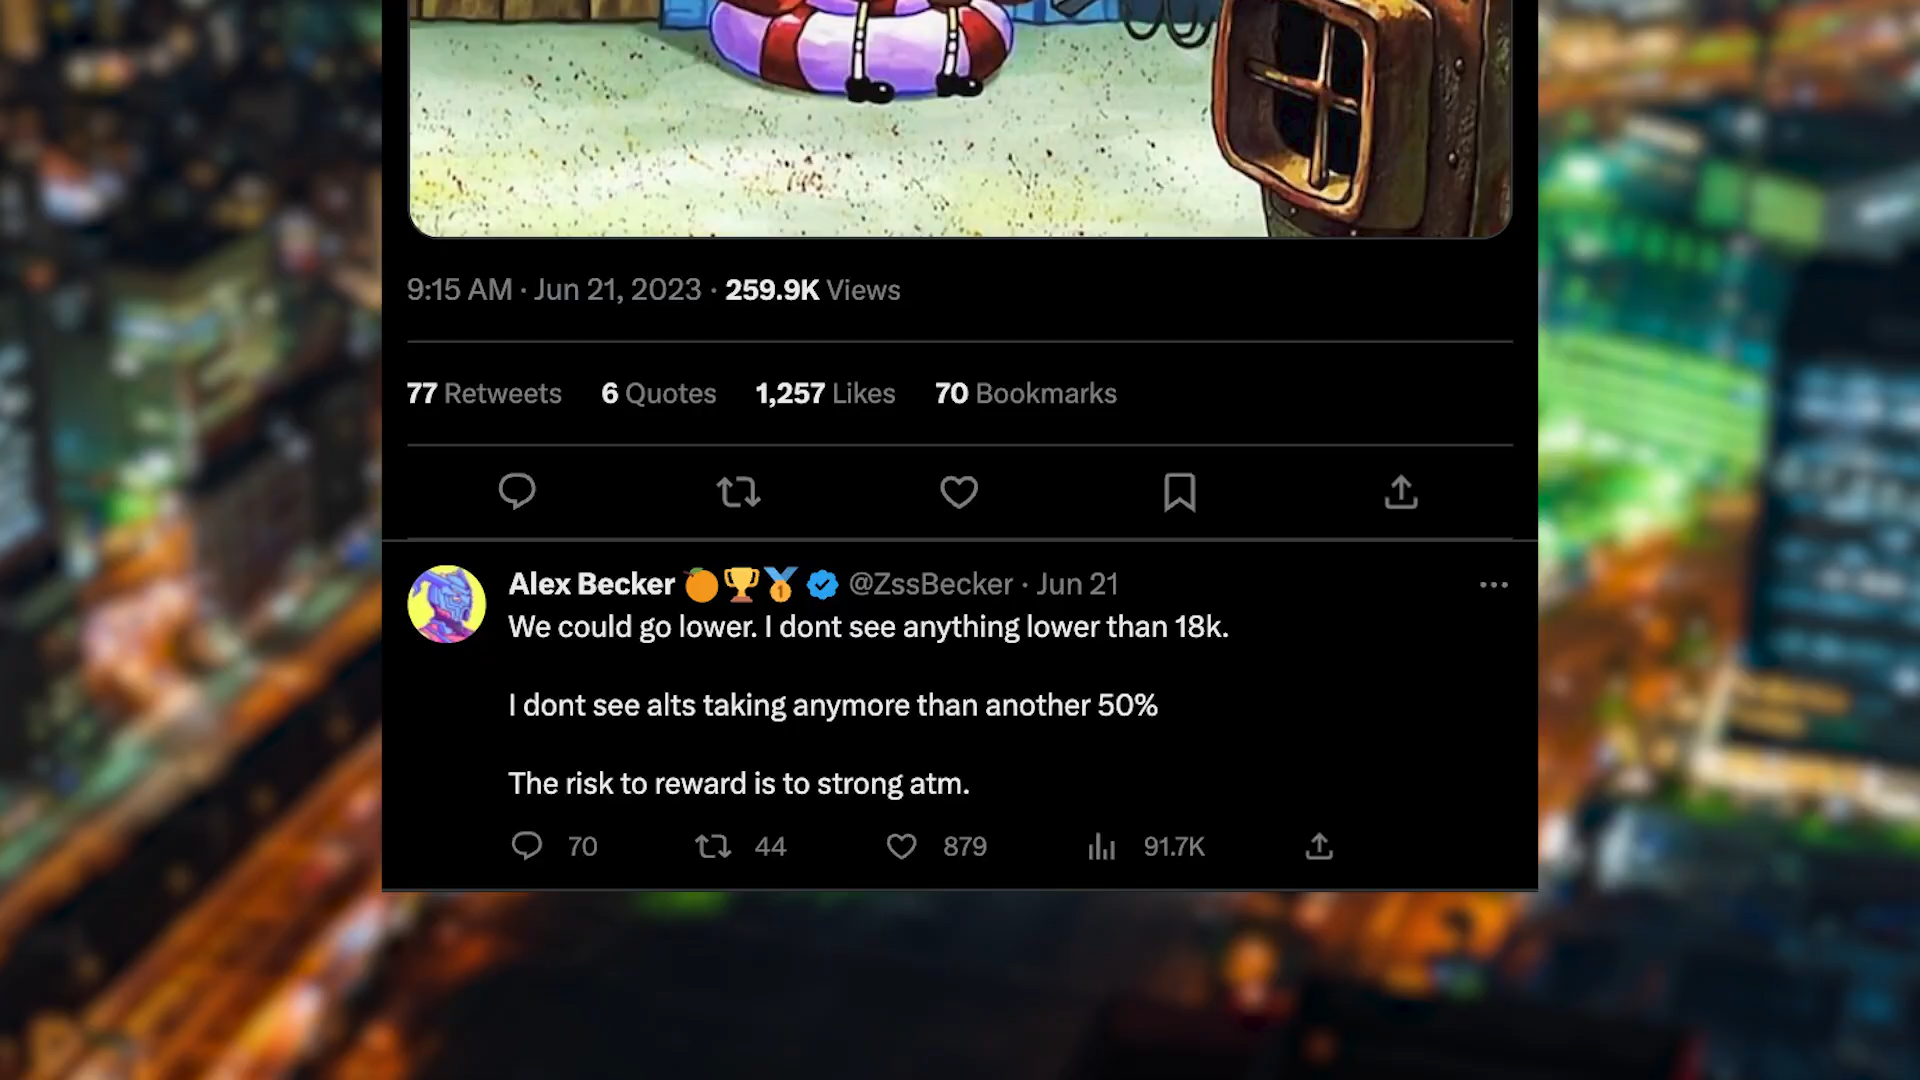 9:15 AM · Jun 21, 2023 · 259.9K Views
77 Retweets 6 Quotes 1,257 Likes 70 Bookmarks
Alex Becker 🍊🏆🥇 @ZssBecker · Jun 21
We could go lower. I dont see anything lower than 18k.
I dont see alts taking anymore than another 50%
The risk to reward is to strong atm.
70 44 879 91.7K